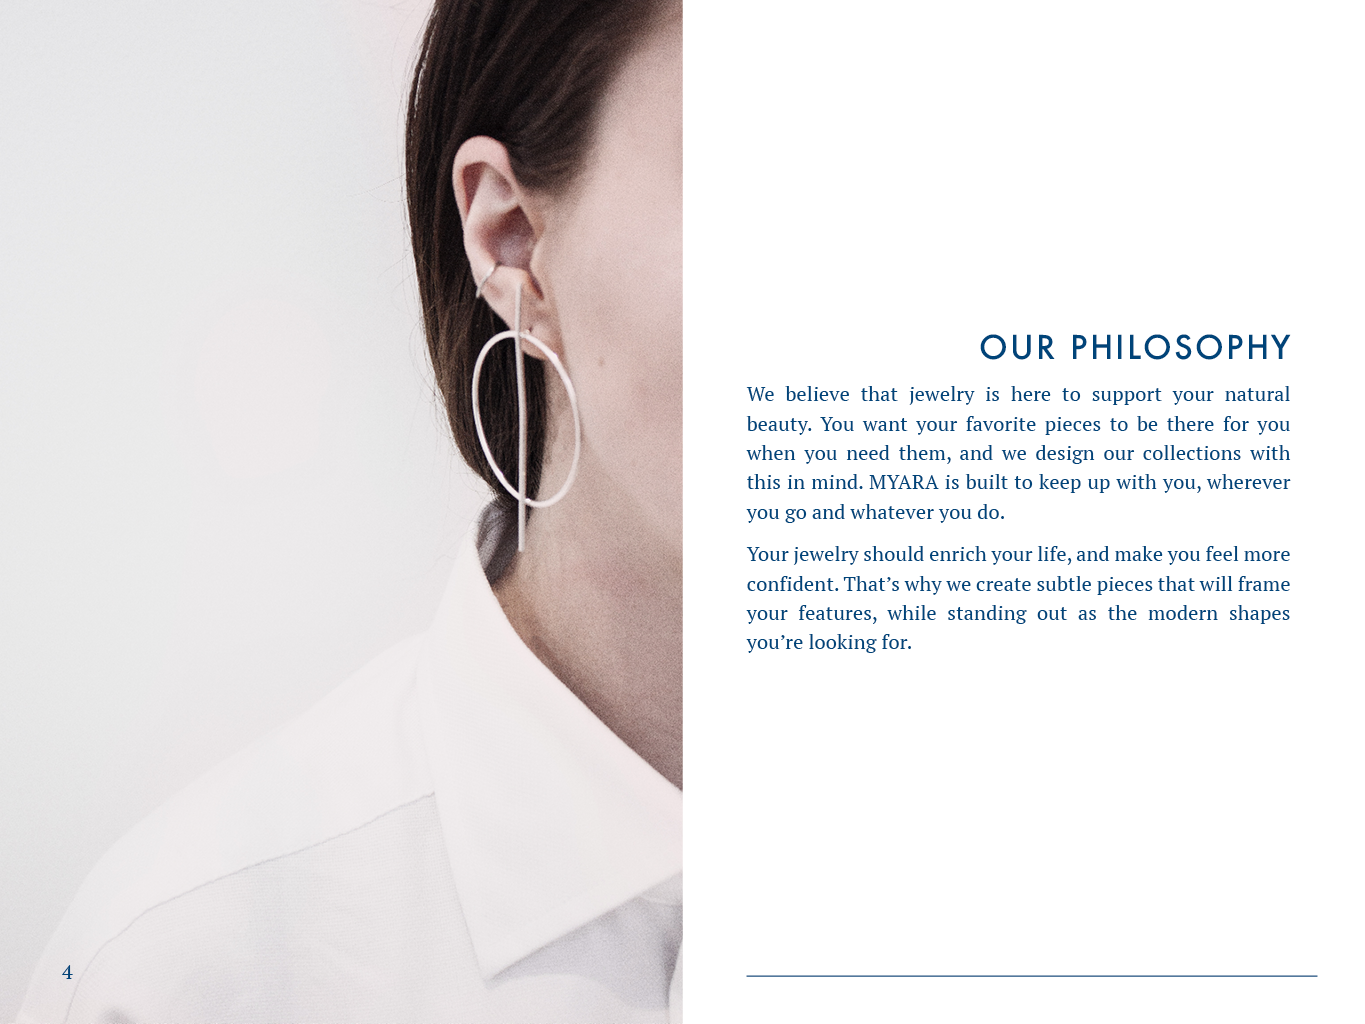 OUR PHILOSOPHY
We believe that jewelry is here to support your natural
beauty. You want your favorite pieces to be there for you
when you need them, and we design our collections with
this in mind. MYARA is built to keep up with you, wherever
you go and whatever you do.
Your jewelry should enrich your life, and make you feel more
confident. That’s why we create subtle pieces that will frame
your features, while standing out as the modern shapes
you’re looking for.
4